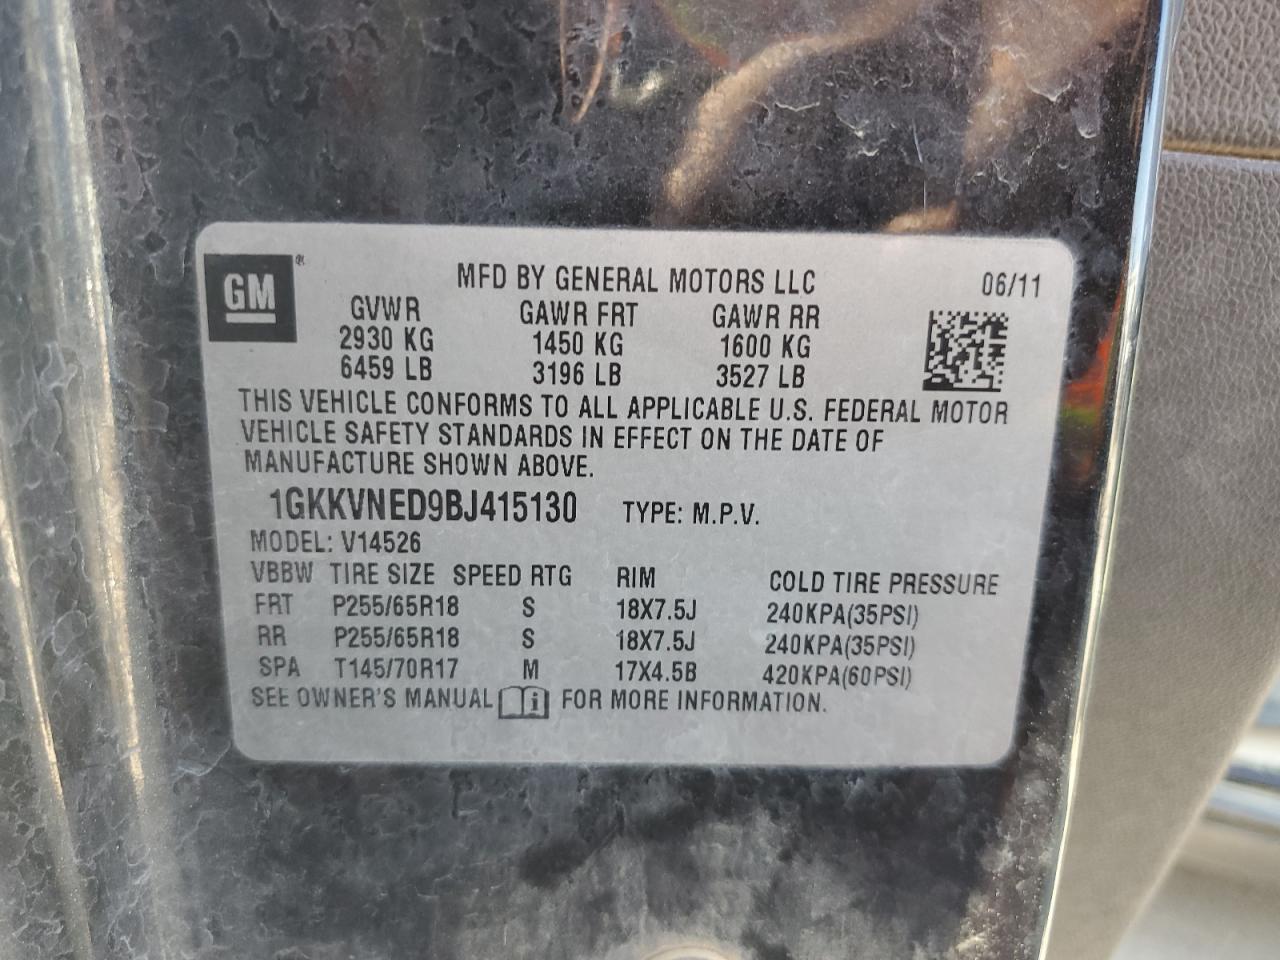 GM ®
MFD BY GENERAL MOTORS LLC 06/11
GVWR GAWR FRT GAWR RR
2930 KG 1450 KG 1600 KG
6459 LB 3196 LB 3527 LB
THIS VEHICLE CONFORMS TO ALL APPLICABLE U.S. FEDERAL MOTOR
VEHICLE SAFETY STANDARDS IN EFFECT ON THE DATE OF
MANUFACTURE SHOWN ABOVE.
1GKKVNED9BJ415130 TYPE: M.P.V.
MODEL: V14526
VBBW TIRE SIZE SPEED RTG RIM COLD TIRE PRESSURE
FRT P255/65R18 S 18X7.5J 240KPA(35PSI)
RR P255/65R18 S 18X7.5J 240KPA(35PSI)
SPA T145/70R17 M 17X4.5B 420KPA(60PSI)
SEE OWNER'S MANUAL i FOR MORE INFORMATION.